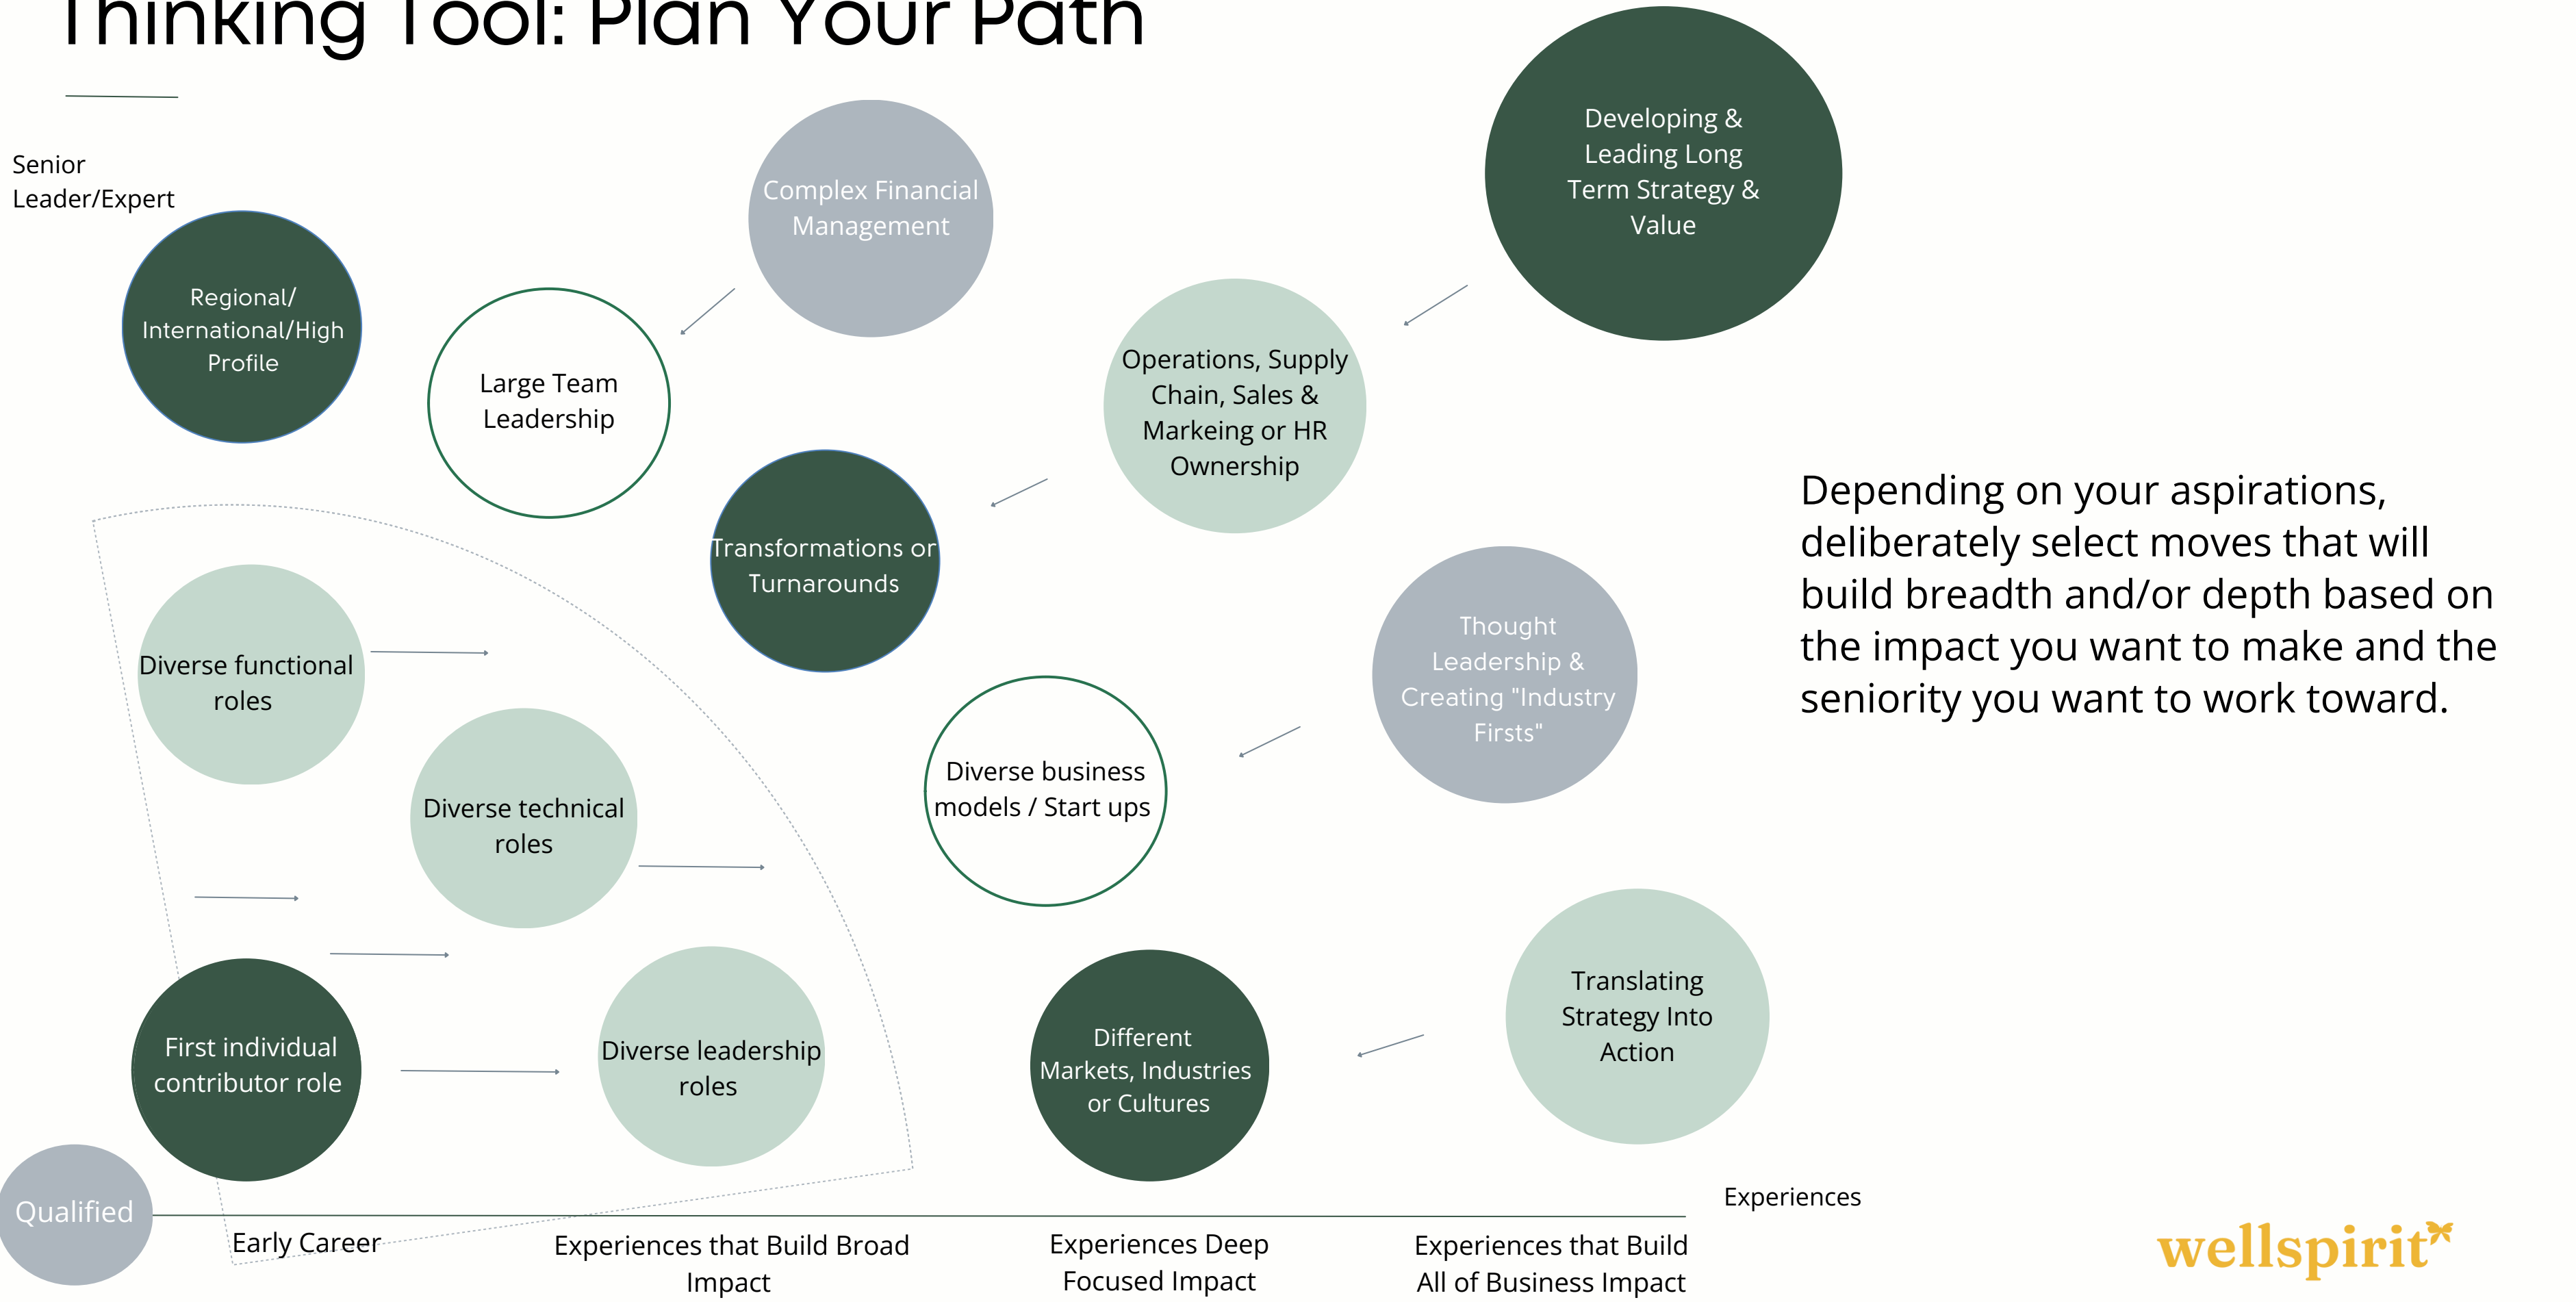 Thinking Tool: Plan Your Path
Senior
Leader/Expert
Regional/
International/High
Profile
Large Team
Leadership
Complex Financial
Management
Developing &
Leading Long
Term Strategy &
Value
Operations, Supply
Chain, Sales &
Markeing or HR
Ownership
Transformations or
Turnarounds
Depending on your aspirations,
deliberately select moves that will
build breadth and/or depth based on
the impact you want to make and the
seniority you want to work toward.
Thought
Leadership &
Creating "Industry
Firsts"
Diverse functional
roles
Diverse technical
roles
Diverse business
models / Start ups
First individual
contributor role
Diverse leadership
roles
Different
Markets, Industries
or Cultures
Translating
Strategy Into
Action
Qualified
Experiences
Early Career
Experiences that Build Broad
Impact
Experiences Deep
Focused Impact
Experiences that Build
All of Business Impact
wellspirit